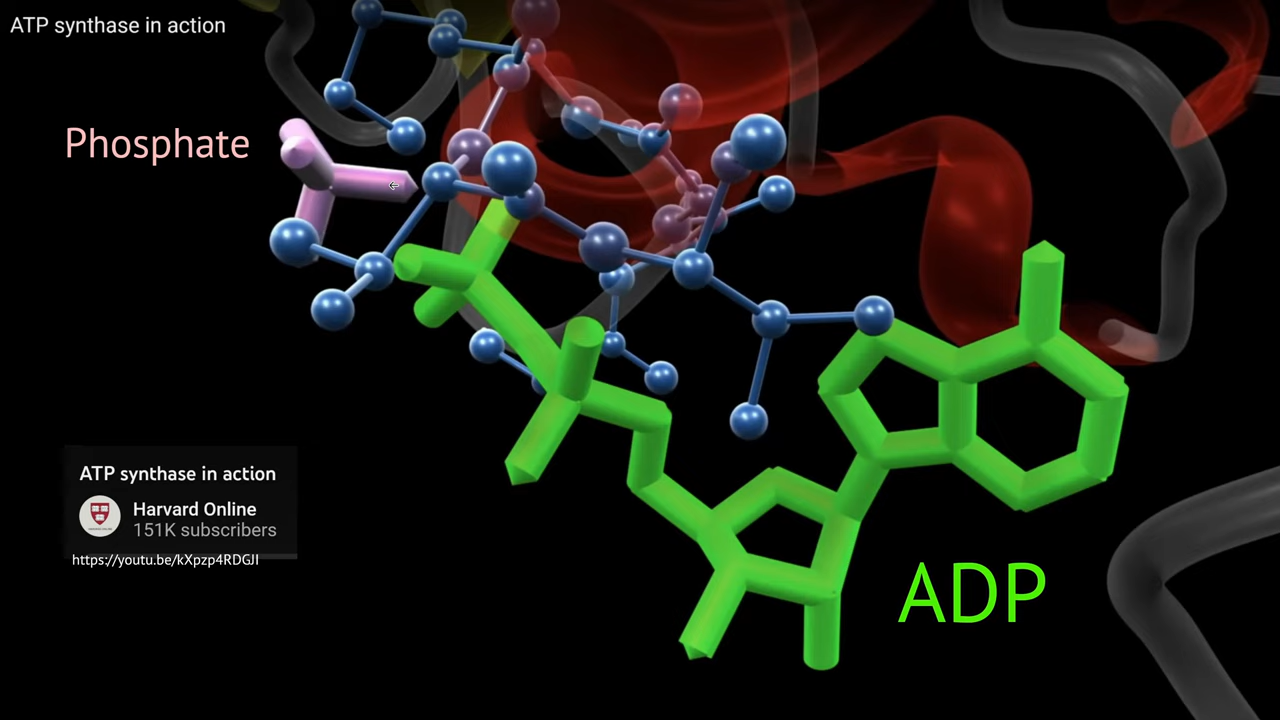 ATP synthase in action
Phosphate
ATP synthase in action
Harvard Online
151K subscribers
https://youtu.be/kXpzp4RDGJI
ADP